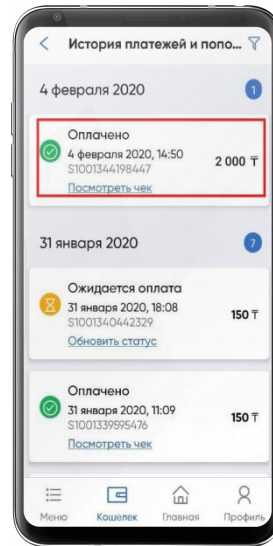 История платежей и попо...
4 февраля 2020
1
Оплачено
4 февраля 2020, 14:50
2 000 ₸
S1001344198447
Посмотреть чек
31 января 2020
7
Ожидается оплата
31 января 2020, 18:08
150 ₸
S1001340442329
Обновить статус
Оплачено
31 января 2020, 11:09
150 ₸
S1001339595476
Посмотреть чек
Меню Кошелек Главная Профиль